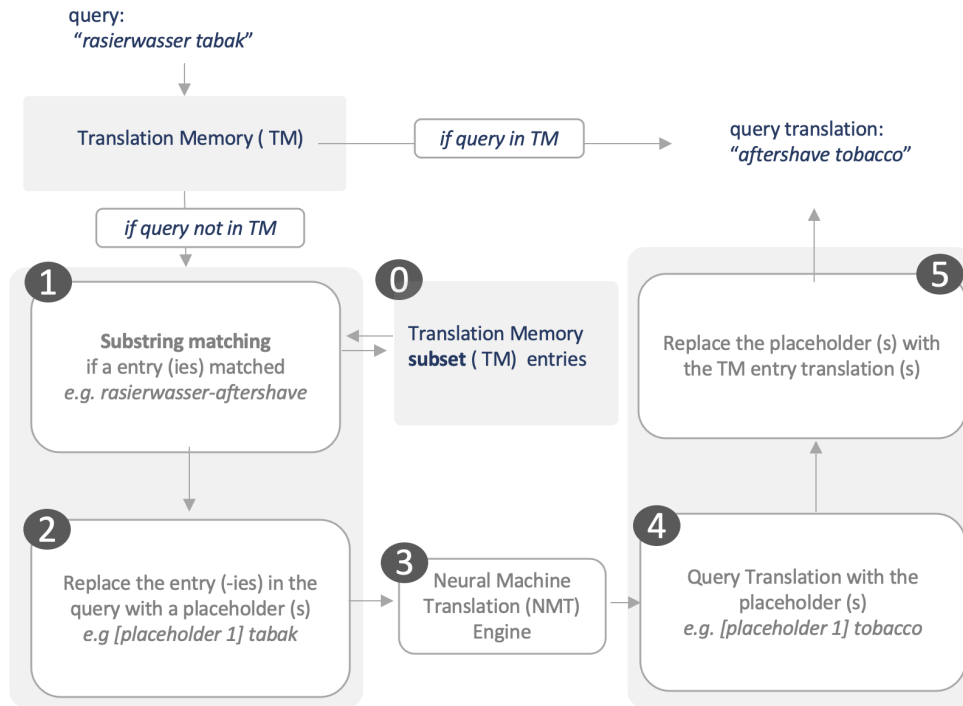 query:
“rasierwasser tabak”
Translation Memory ( TM)
if query in TM
query translation:
“aftershave tobacco”
if query not in TM
1
Substring matching
if a entry (ies) matched
e.g. rasierwasser-aftershave
0
Translation Memory
subset ( TM)  entries
5
Replace the placeholder (s) with
the TM entry translation (s)
2
Replace the entry (-ies) in the
query with a placeholder (s)
e.g [placeholder 1] tabak
3
Neural Machine
Translation (NMT)
Engine
4
Query Translation with the
placeholder (s)
e.g. [placeholder 1] tobacco